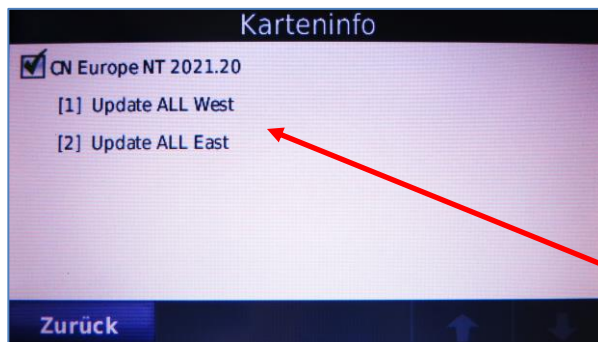 Karteninfo
CN Europe NT 2021.20
[1] Update ALL West
[2] Update ALL East
Zurück